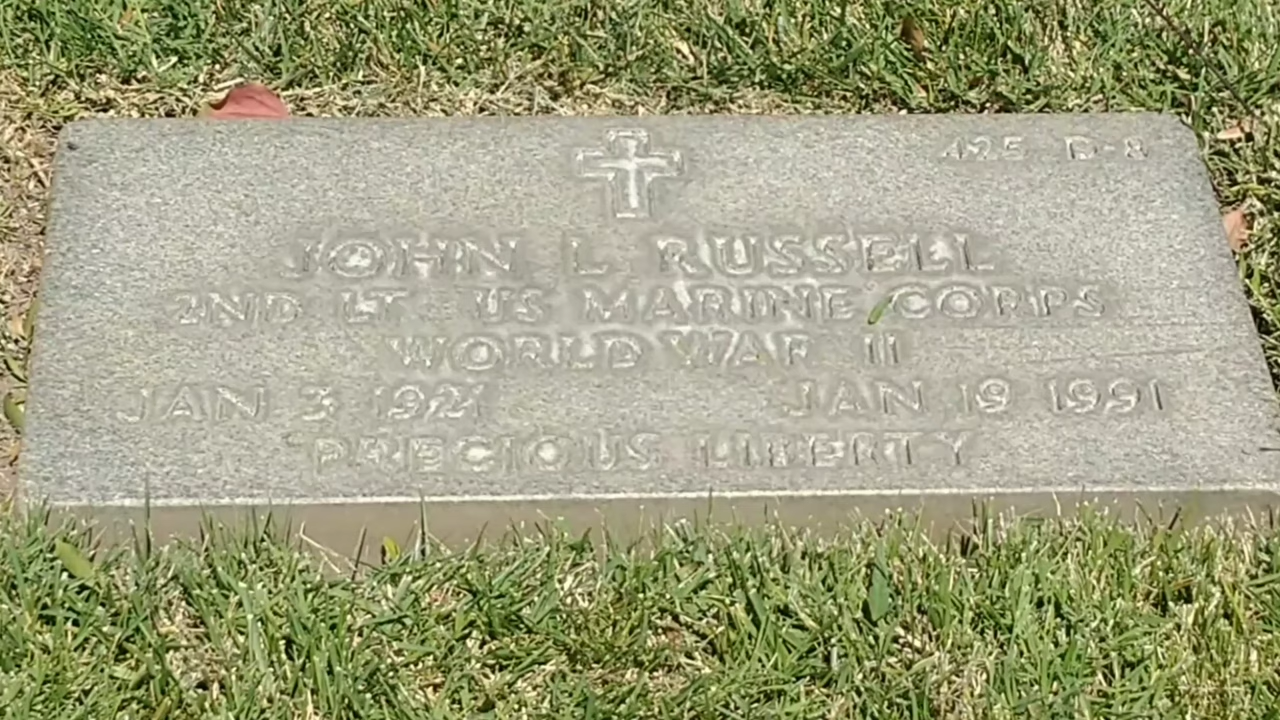 425 D-8
JOHN L RUSSELL
2ND LT US MARINE CORPS
WORLD WAR II
JAN 3 1921 JAN 19 1991
PRECIOUS LIBERTY